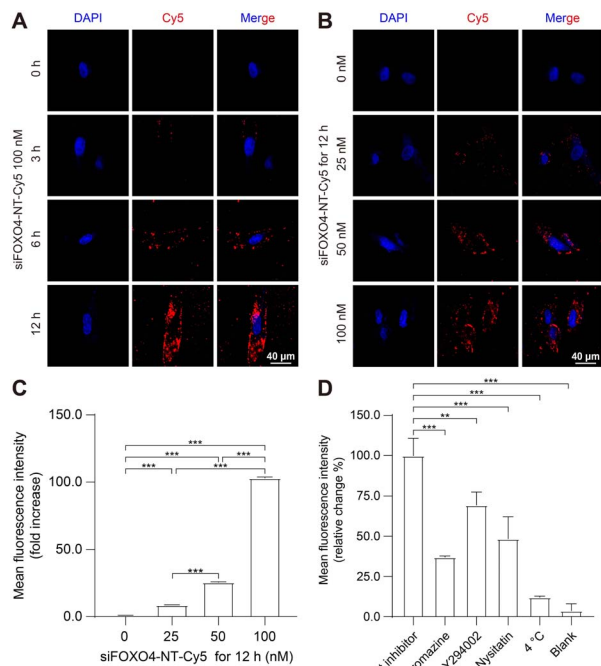 A
DAPI Cy5 Merge
0 h
3 h
6 h
12 h
siFOXO4-NT-Cy5 100 nM
40 μm
B
DAPI Cy5 Merge
0 nM
25 nM
50 nM
100 nM
siFOXO4-NT-Cy5 for 12 h
40 μm
C
Mean fluorescence intensity
(fold increase)
150.0
100.0
50.0
0.0
***
*** ***
*** ***
***
0 25 50 100
siFOXO4-NT-Cy5 for 12 h (nM)
D
Mean fluorescence intensity
(relative change %)
150.0
100.0
75.0
50.0
25.0
0.0
***
***
***
**
***
inhibitor
Nysitatin
4 °C
Blank